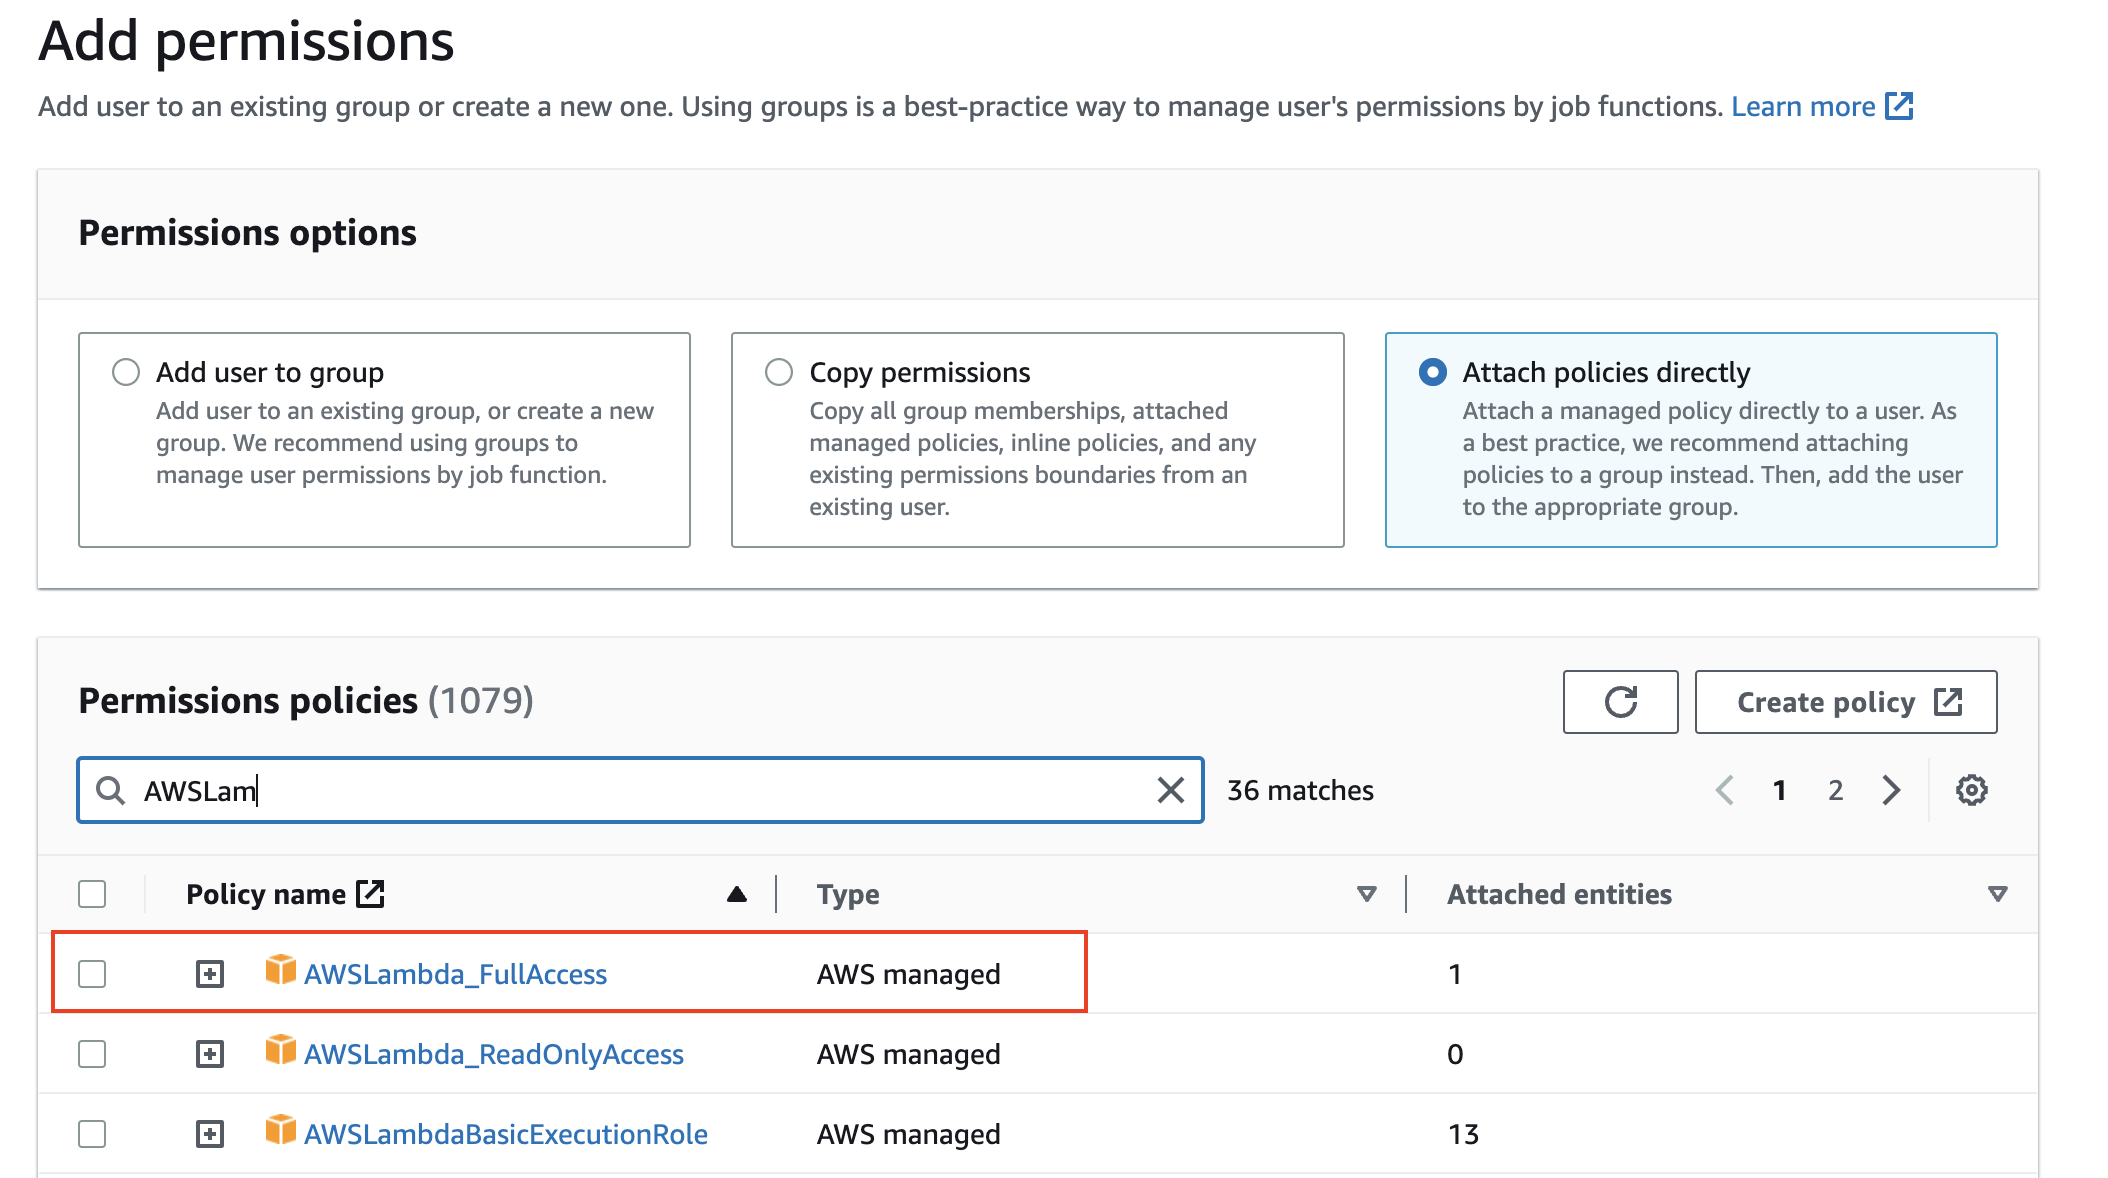 Add permissions
Add user to an existing group or create a new one. Using groups is a best-practice way to manage user's permissions by job functions. Learn more
Permissions options
Add user to group
Add user to an existing group, or create a new
group. We recommend using groups to
manage user permissions by job function.
Copy permissions
Copy all group memberships, attached
managed policies, inline policies, and any
existing permissions boundaries from an
existing user.
Attach policies directly
Attach a managed policy directly to a user. As
a best practice, we recommend attaching
policies to a group instead. Then, add the user
to the appropriate group.
Permissions policies (1079)
Create policy
AWSLam
36 matches
1 2
Policy name Type Attached entities
AWSLambda_FullAccess AWS managed 1
AWSLambda_ReadOnlyAccess AWS managed 0
AWSLambdaBasicExecutionRole AWS managed 13